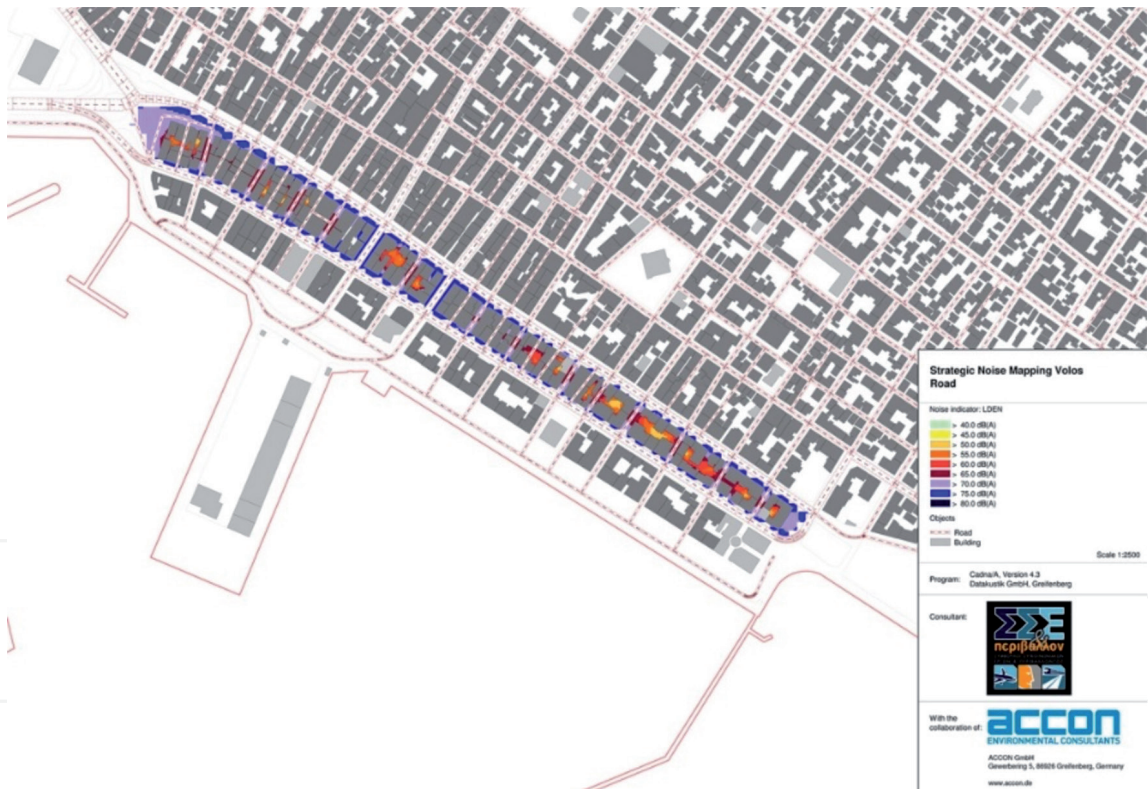 Strategic Noise Mapping Volos
Road
Noise indicator: LDEN
> 40.0 dB(A)
> 45.0 dB(A)
> 50.0 dB(A)
> 55.0 dB(A)
> 60.0 dB(A)
> 65.0 dB(A)
> 70.0 dB(A)
> 75.0 dB(A)
> 80.0 dB(A)
Objects
Road
Building
Scale 1:2500
Program: Cadna/A, Version 4.3
Datakustik GmbH, Greifenberg
Consultant:
ΣΣΕ
&
περιβάλλον
With the
collaboration of:
accon
ENVIRONMENTAL CONSULTANTS
ACCON GmbH
Gewerbering 5, 86926 Greifenberg, Germany
www.accon.de